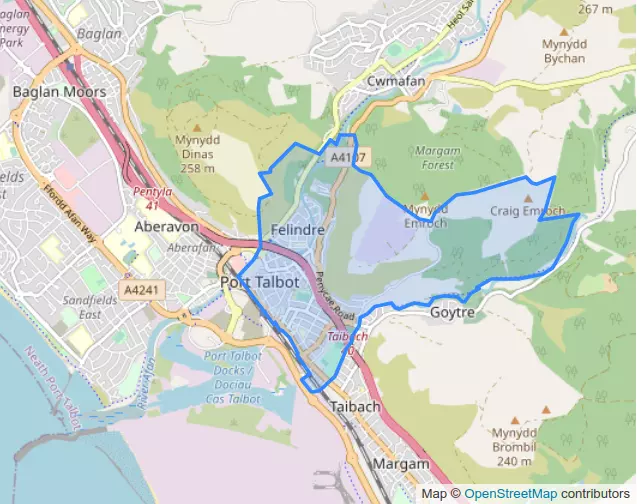 267 m
Baglan
Energy
Park
Baglan
Heol
Mynydd
Bychan
Cwmafan
Baglan Moors
Mynydd
Dinas
258 m
Margam
Forest
A4107
Sandfields
West
Ffordd Afan Way
Pentyla
41
Mynydd
Emroch
Craig Emroch
Aberavon
Aberafan
Felindre
Port Talbot
A4241
Pentycae Road
Sandfields
East
Goytre
Taibach
40
Neath Port Talbot
River Afan
Port Talbot
Docks /
Dociau
Cas Talbot
Taibach
Mynydd
Brombil
240 m
Margam
Map © OpenStreetMap contributors